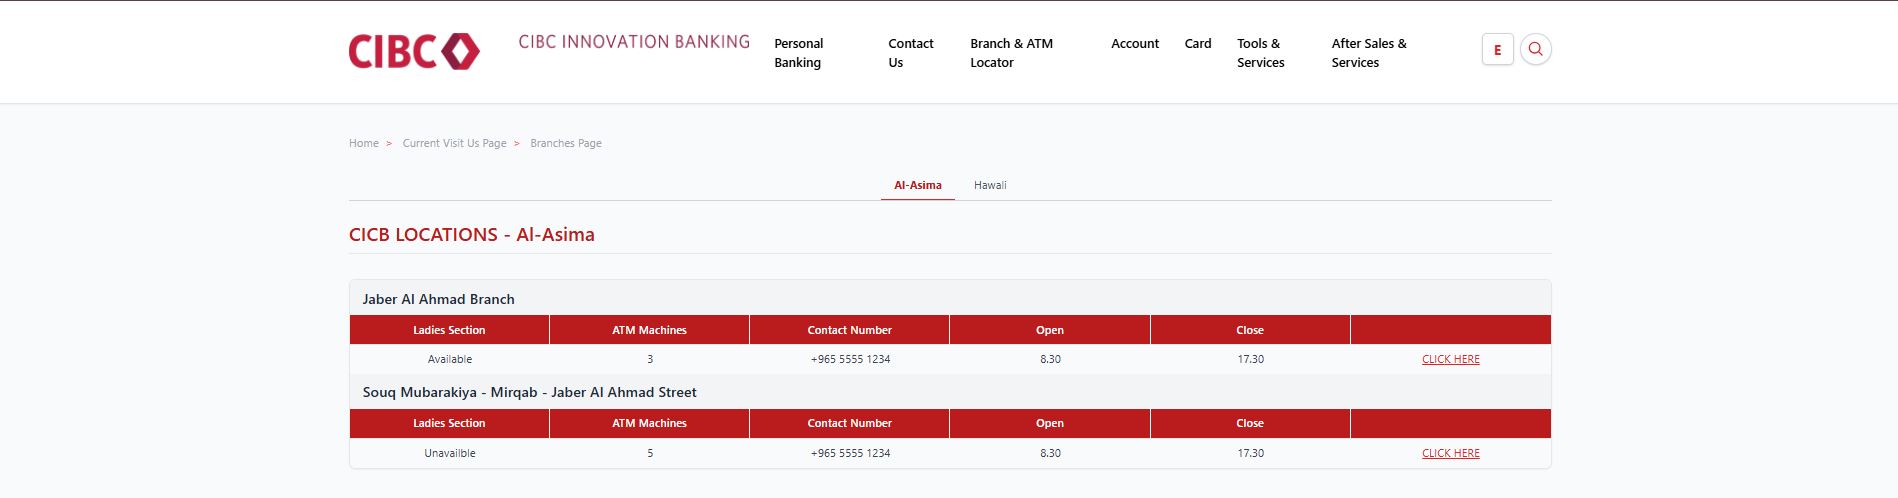 CIBC
CIBC INNOVATION BANKING
Personal Banking
Contact Us
Branch & ATM Locator
Account
Card
Tools & Services
After Sales & Services
E
Home > Current Visit Us Page > Branches Page
Al-Asima Hawali
CICB LOCATIONS - Al-Asima
Jaber Al Ahmad Branch
Ladies Section ATM Machines Contact Number Open Close
Available 3 +965 5555 1234 8.30 17.30 CLICK HERE
Souq Mubarakiya - Mirqab - Jaber Al Ahmad Street
Ladies Section ATM Machines Contact Number Open Close
Unavailble 5 +965 5555 1234 8.30 17.30 CLICK HERE